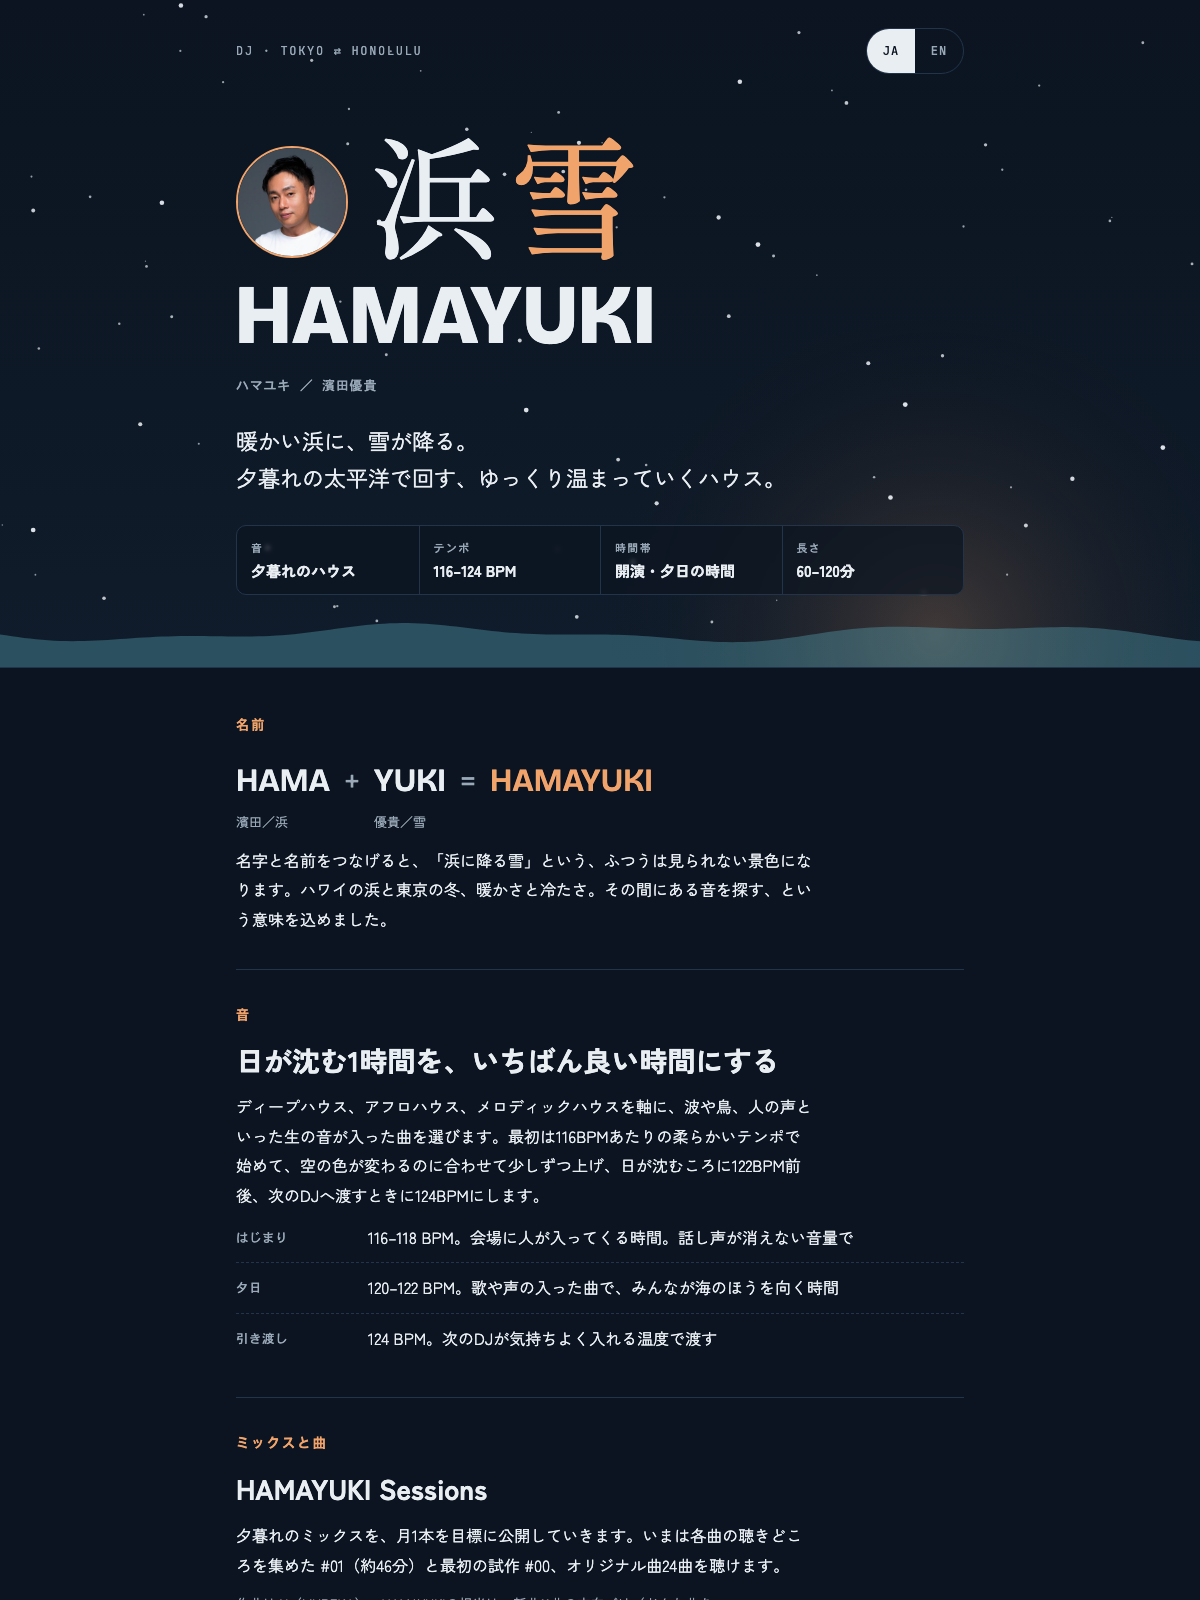 DJ · TOKYO ⇄ HONOLULU
JA EN
浜雪
HAMAYUKI
ハマユキ ／ 濱田優貴
暖かい浜に、雪が降る。
夕暮れの太平洋で回す、ゆっくり温まっていくハウス。
音
夕暮れのハウス
テンポ
116–124 BPM
時間帯
開演・夕日の時間
長さ
60–120分
名前
HAMA + YUKI = HAMAYUKI
濱田／浜 優貴／雪
名字と名前をつなげると、「浜に降る雪」という、ふつうは見られない景色にな
ります。ハワイの浜と東京の冬、暖かさと冷たさ。その間にある音を探す、とい
う意味を込めました。
音
日が沈む1時間を、いちばん良い時間にする
ディープハウス、アフロハウス、メロディックハウスを軸に、波や鳥、人の声と
いった生の音が入った曲を選びます。最初は116BPMあたりの柔らかいテンポで
始めて、空の色が変わるのに合わせて少しずつ上げ、日が沈むころに122BPM前
後、次のDJへ渡すときに124BPMにします。
はじまり 116–118 BPM。会場に人が入ってくる時間。話し声が消えない音量で
夕日 120–122 BPM。歌や声の入った曲で、みんなが海のほうを向く時間
引き渡し 124 BPM。次のDJが気持ちよく入れる温度で渡す
ミックスと曲
HAMAYUKI Sessions
夕暮れのミックスを、月1本を目標に公開していきます。いまは各曲の聴きどこ
ろを集めた #01（約46分）と最初の試作 #00、オリジナル曲24曲を聴けます。